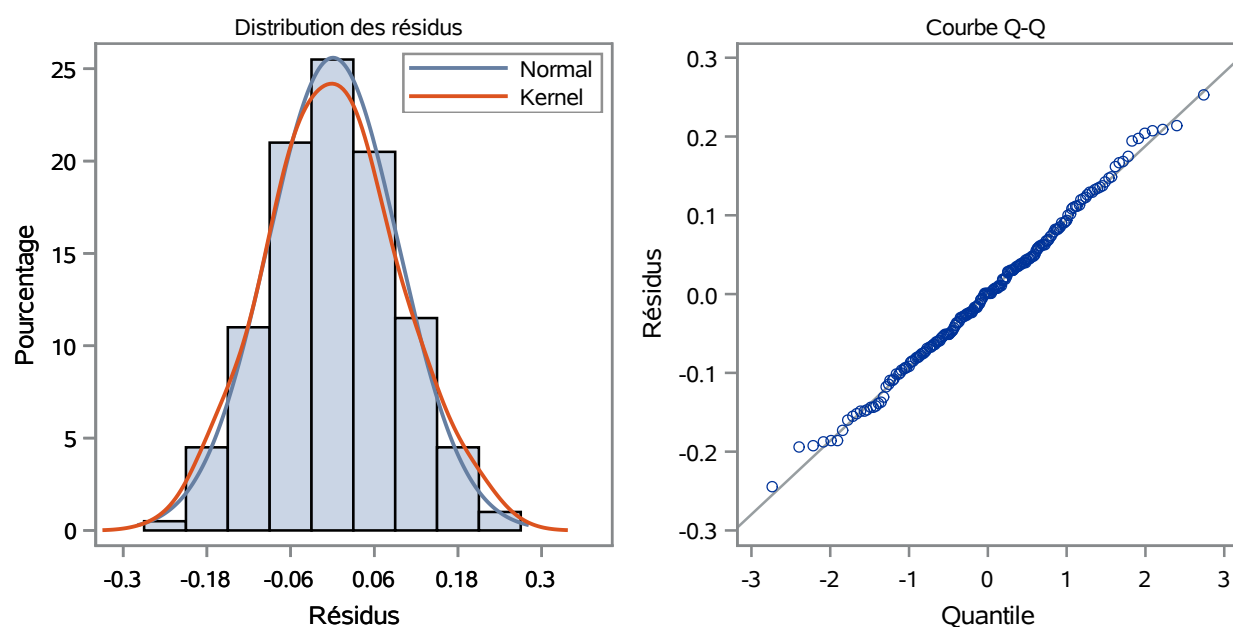 Distribution des résidus
Normal
Kernel
Pourcentage
25
20
15
10
5
0
-0.3 -0.18 -0.06 0.06 0.18 0.3
Résidus
Courbe Q-Q
Résidus
0.3
0.2
0.1
0.0
-0.1
-0.2
-0.3
-3 -2 -1 0 1 2 3
Quantile